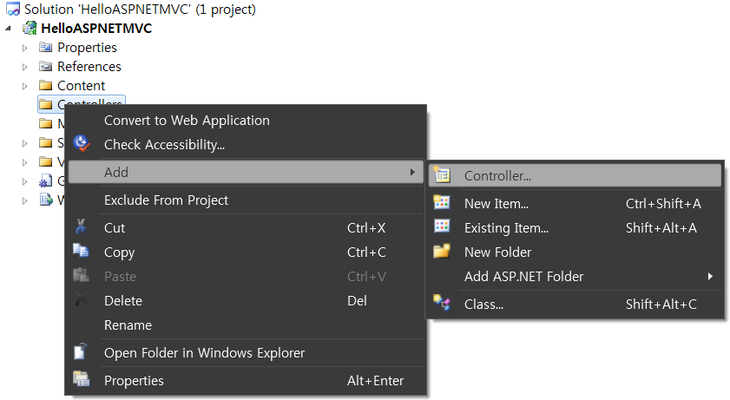 Solution 'HelloASPNETMVC' (1 project)
HelloASPNETMVC
Properties
References
Content
Controllers
Convert to Web Application
Check Accessibility...
Add
Exclude From Project
Cut Ctrl+X
Copy Ctrl+C
Paste Ctrl+V
Delete Del
Rename
Open Folder in Windows Explorer
Properties Alt+Enter
Controller...
New Item... Ctrl+Shift+A
Existing Item... Shift+Alt+A
New Folder
Add ASP.NET Folder
Class... Shift+Alt+C